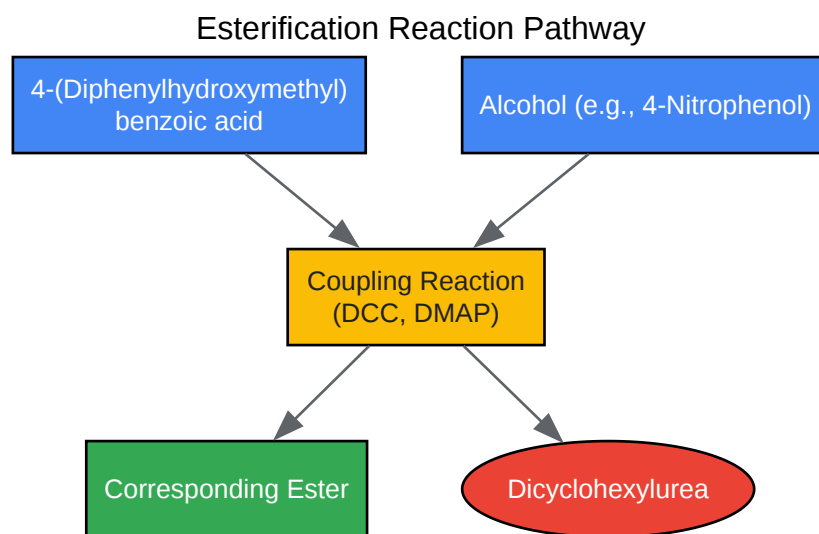 Esterification Reaction Pathway
4-(Diphenylhydroxymethyl)
benzoic acid
Alcohol (e.g., 4-Nitrophenol)
Coupling Reaction
(DCC, DMAP)
Corresponding Ester
Dicyclohexylurea